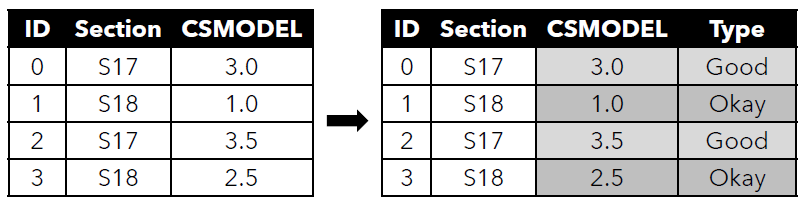 ID Section CSMODEL
0 S17 3.0
1 S18 1.0
2 S17 3.5
3 S18 2.5
ID Section CSMODEL Type
0 S17 3.0 Good
1 S18 1.0 Okay
2 S17 3.5 Good
3 S18 2.5 Okay